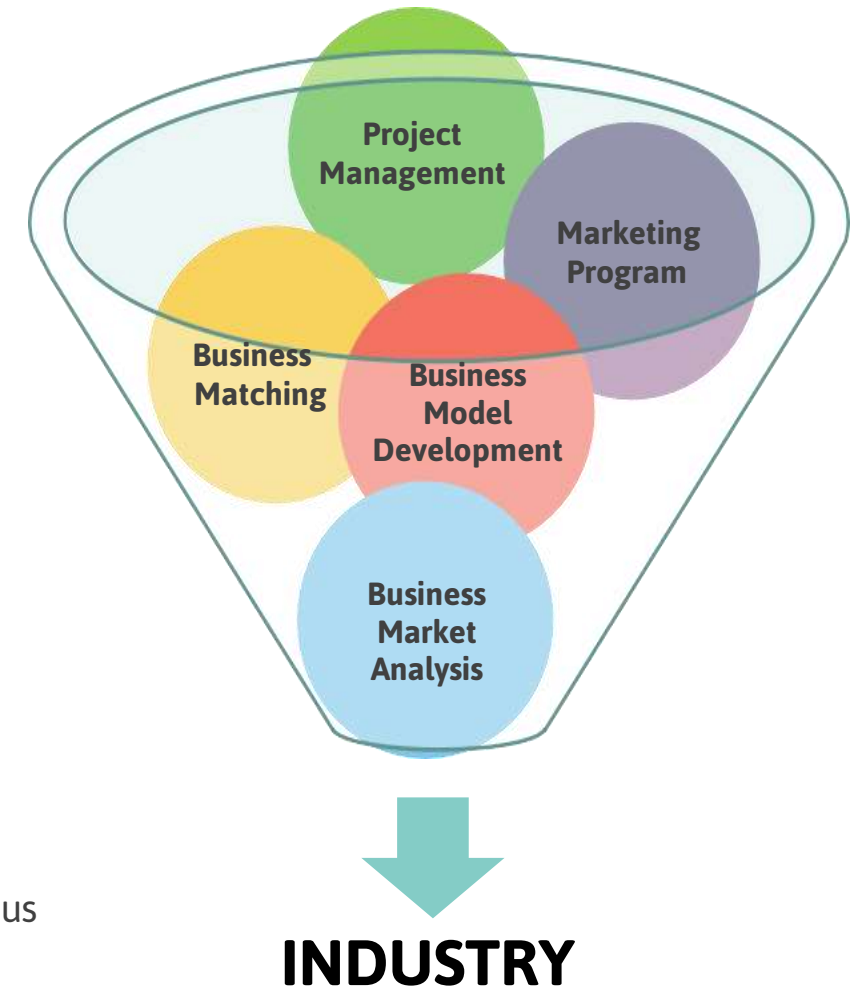 Project
Management
Marketing
Program
Business
Matching
Business
Model
Development
Business
Market
Analysis
us
INDUSTRY